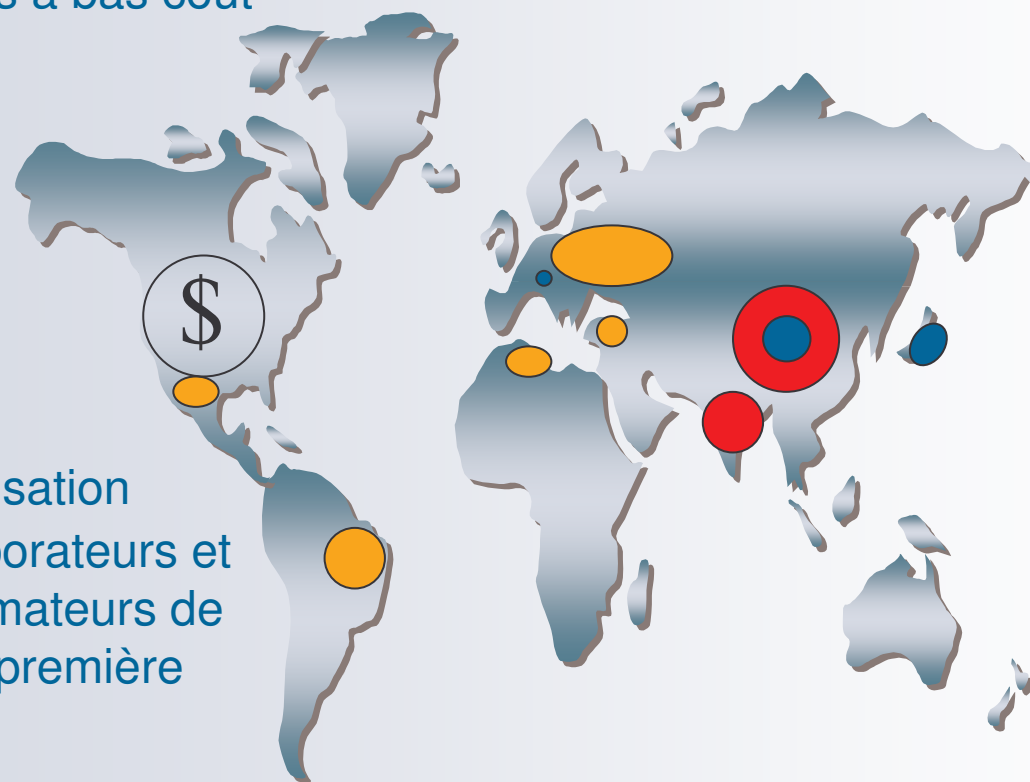 à bas coût
$
sation
orateurs et
mateurs de
première